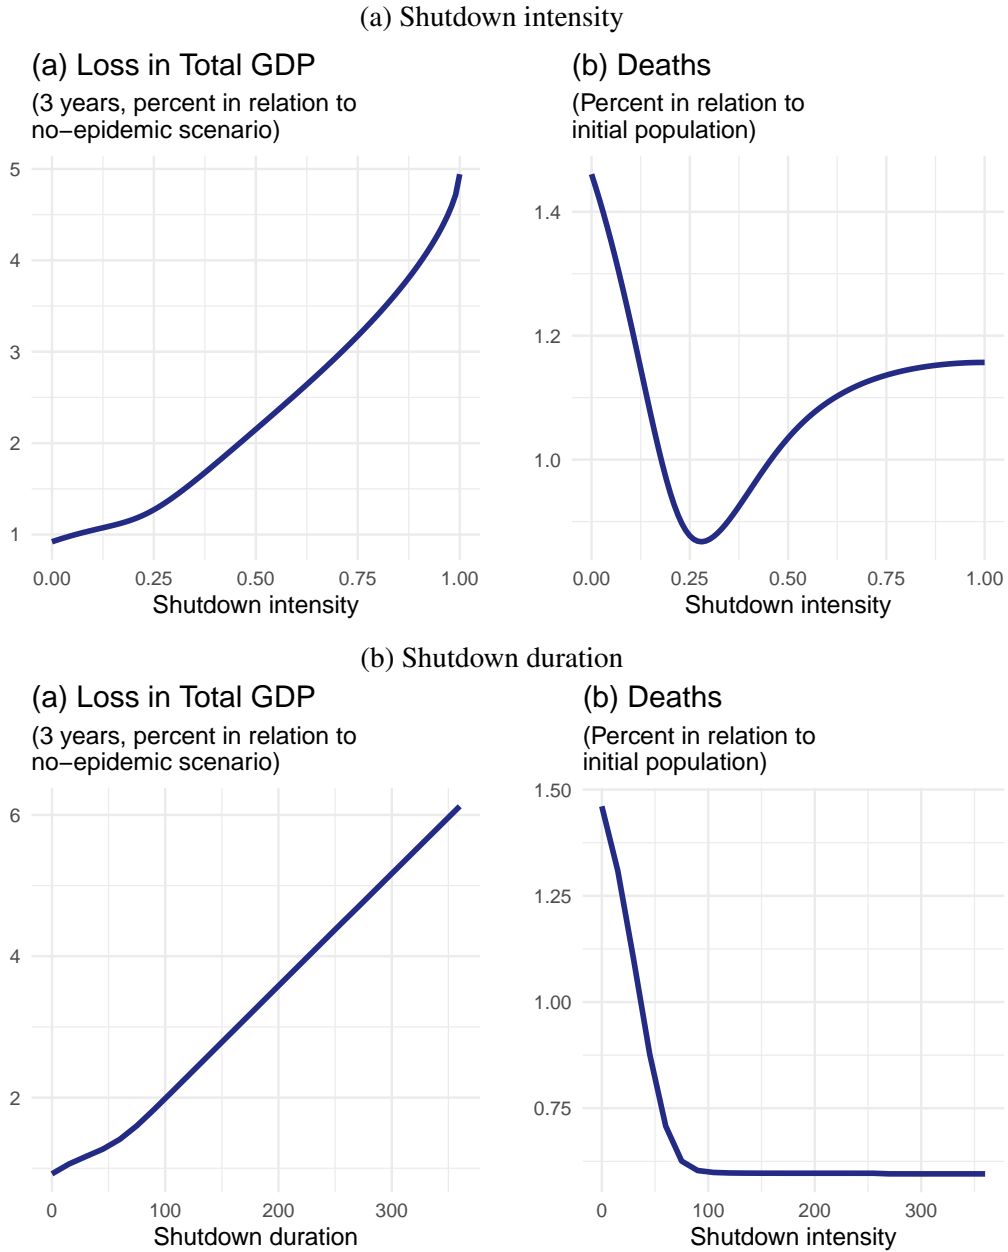 (a) Shutdown intensity
(a) Loss in Total GDP
(3 years, percent in relation to
no−epidemic scenario)
5
4
3
2
1
0.00 0.25 0.50 0.75 1.00
Shutdown intensity
(b) Deaths
(Percent in relation to
initial population)
1.4
1.2
1.0
0.00 0.25 0.50 0.75 1.00
Shutdown intensity
(b) Shutdown duration
(a) Loss in Total GDP
(3 years, percent in relation to
no−epidemic scenario)
6
4
2
0 100 200 300
Shutdown duration
(b) Deaths
(Percent in relation to
initial population)
1.50
1.25
1.00
0.75
0 100 200 300
Shutdown intensity